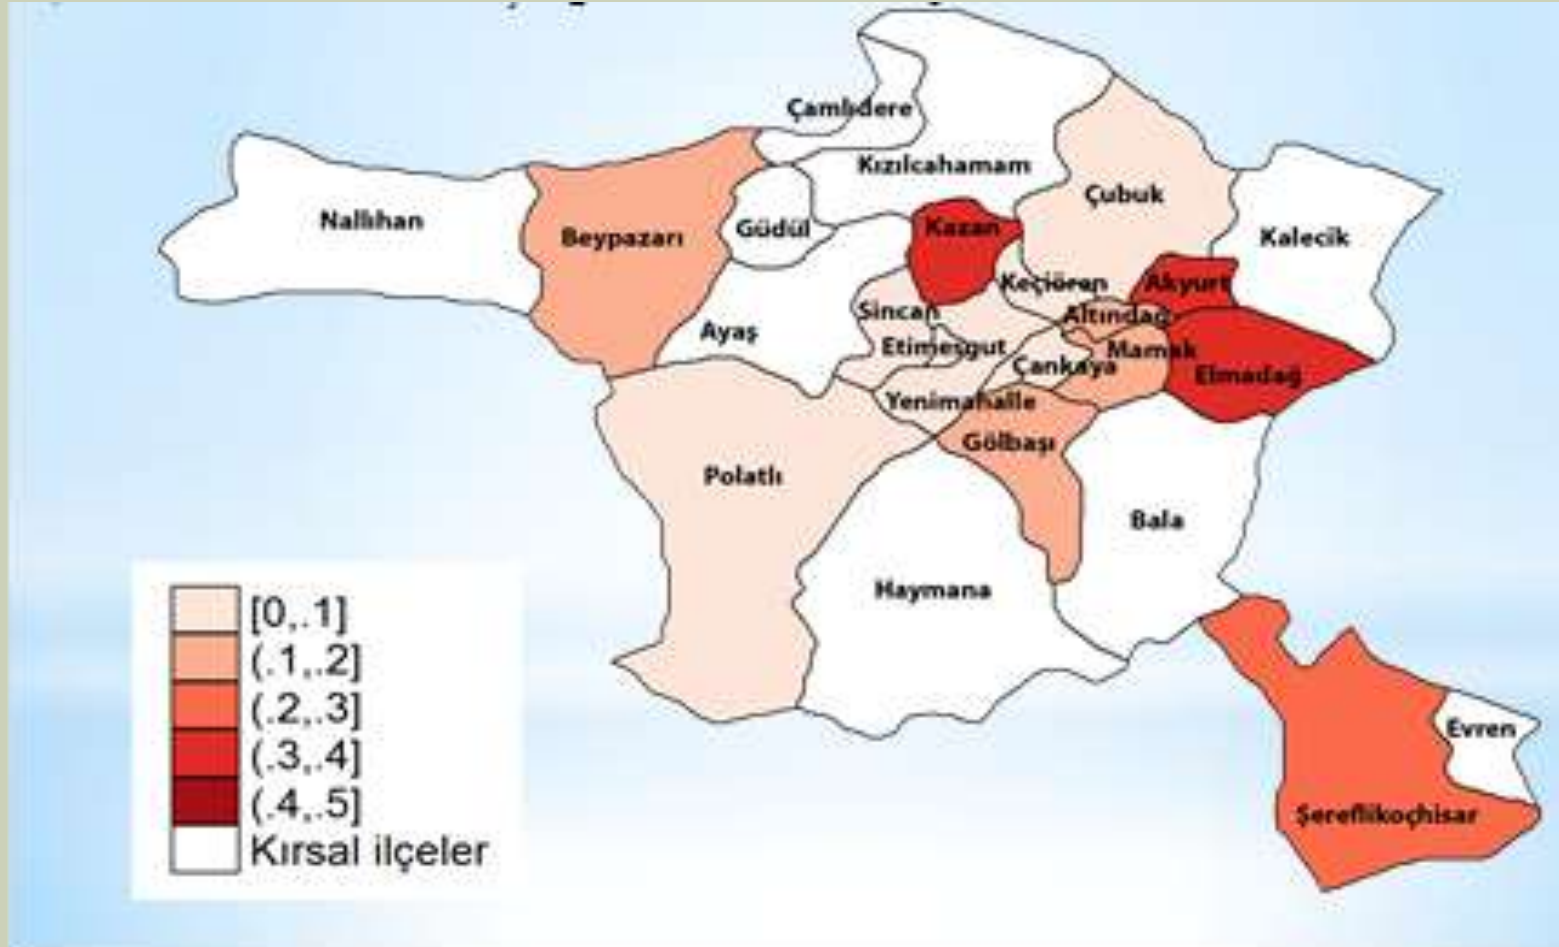 Çamlıdere
Kızılcahamam
Çubuk
Nallıhan
Beypazarı
Güdül
Kazan
Kalecik
Keçiören
Akyurt
Sincan
Altındağ
Ayaş
Etimesgut
Mamak
Çankaya
Elmadağ
Yenimahalle
Gölbaşı
Polatlı
Bala
Haymana
Evren
Şereflikoçhisar
[0,.1]
(.1,.2]
(.2,.3]
(.3,.4]
(.4,.5]
Kırsal ilçeler